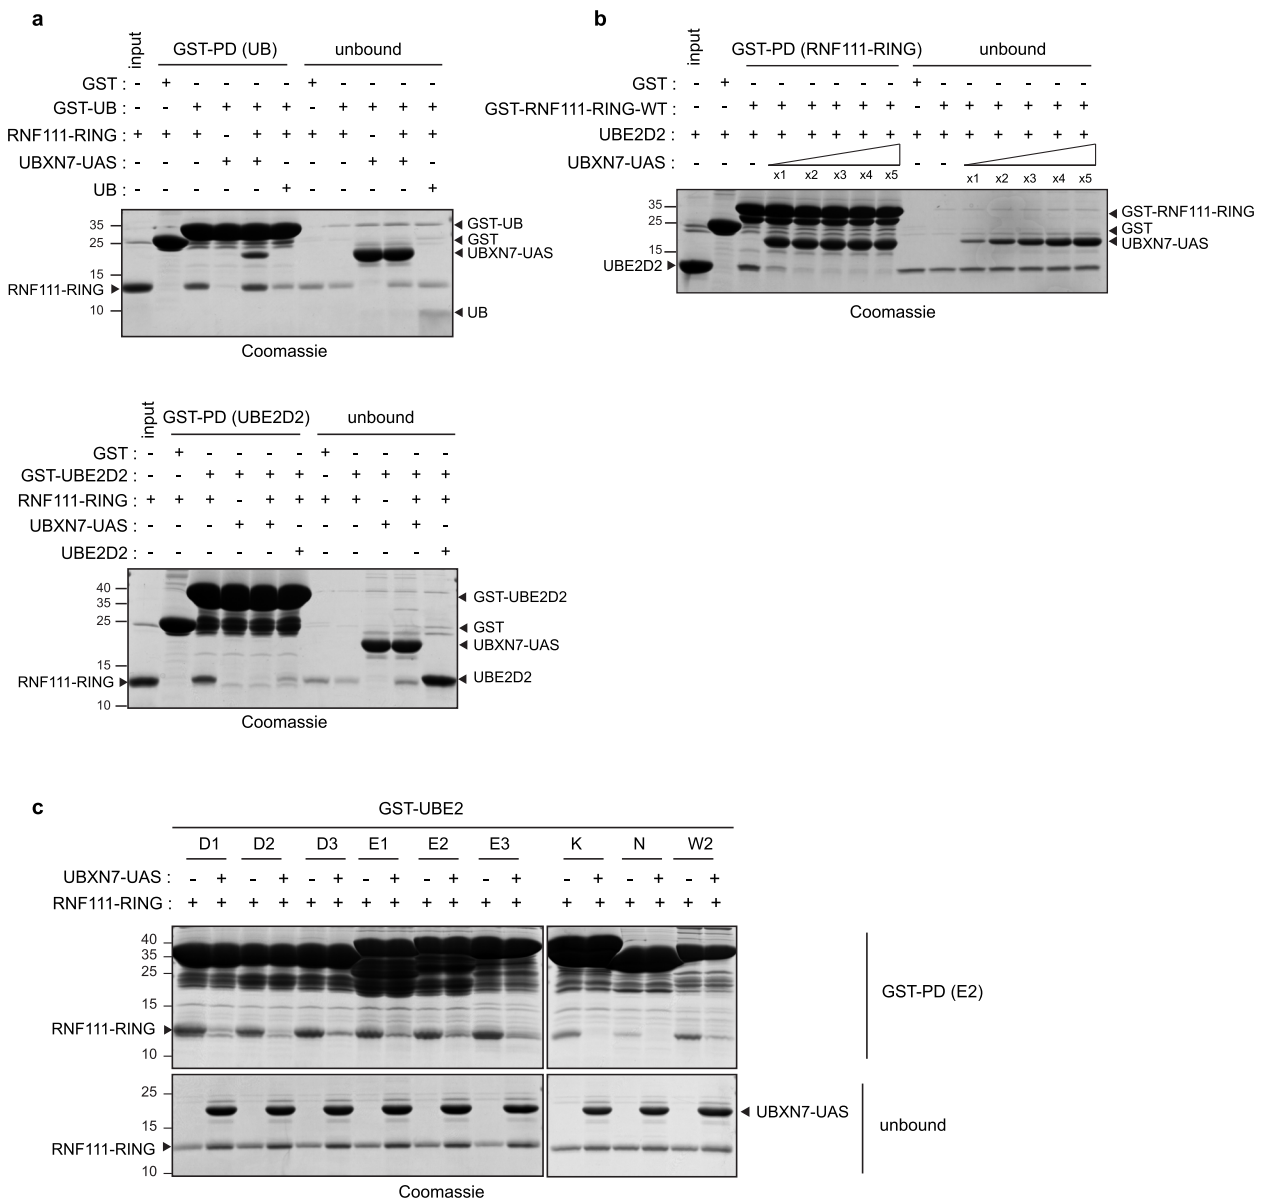 a
input
GST-PD (UB) unbound
GST : - + - - - - + - - - -
GST-UB : - - + + + + - + + + +
RNF111-RING : + + + - + + + + - + +
UBXN7-UAS : - - - + + - - - + + -
UB : - - - - - + - - - - +
35
25
15
10
RNF111-RING
GST-UB
GST
UBXN7-UAS
UB
Coomassie
b
input
GST-PD (RNF111-RING) unbound
GST : - + - - - - - - + - - - - - -
GST-RNF111-RING-WT - - + + + + + + - + + + + + +
UBE2D2 : + + + + + + + + + + + + + + +
UBXN7-UAS : - - - x1 x2 x3 x4 x5 - - x1 x2 x3 x4 x5
35
25
15
UBE2D2
GST-RNF111-RING
GST
UBXN7-UAS
Coomassie
input
GST-PD (UBE2D2) unbound
GST : - + - - - - + - - - -
GST-UBE2D2 : - - + + + + - + + + +
RNF111-RING : + + + - + + + + - + +
UBXN7-UAS : - - - + + - - - + + -
UBE2D2 : - - - - - + - - - - +
40
35
25
15
10
RNF111-RING
GST-UBE2D2
GST
UBXN7-UAS
UBE2D2
Coomassie
c
GST-UBE2
D1 D2 D3 E1 E2 E3 K N W2
UBXN7-UAS : - + - + - + - + - + - + - + - + - +
RNF111-RING : + + + + + + + + + + + + + + + + + +
40
35
25
15
10
RNF111-RING
GST-PD (E2)
25
15
10
RNF111-RING
UBXN7-UAS
unbound
Coomassie